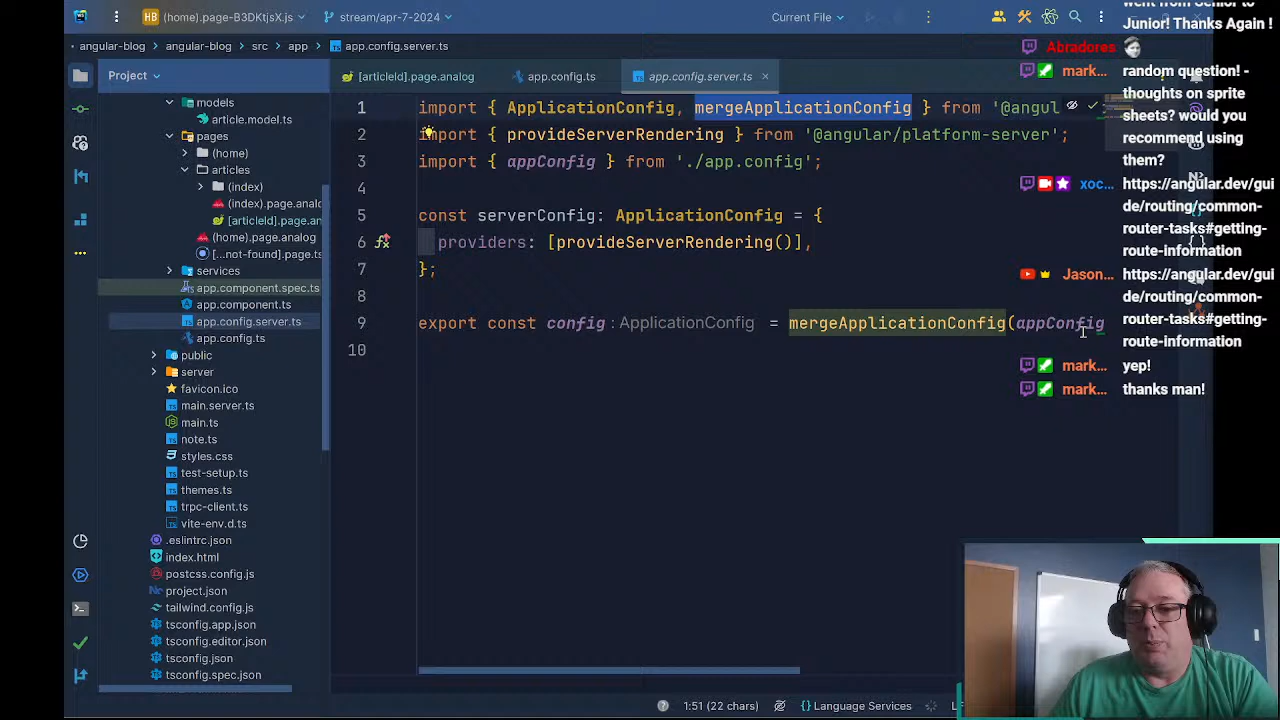 HB (home).page-B3DKtjsX.js
stream/apr-7-2024
Current File
angular-blog
angular-blog
src
app
app.config.server.ts
Project
[articleId].page.analog
app.config.ts
app.config.server.ts
models
article.model.ts
pages
(home)
articles
(index)
(index).page.analo
[articleId].page.an
(home).page.analog
[...not-found].page.ts
services
app.component.spec.ts
app.component.ts
app.config.server.ts
app.config.ts
public
server
favicon.ico
main.server.ts
main.ts
note.ts
styles.css
test-setup.ts
themes.ts
trpc-client.ts
vite-env.d.ts
.eslintrc.json
index.html
postcss.config.js
project.json
tailwind.config.js
tsconfig.app.json
tsconfig.editor.json
tsconfig.json
tsconfig.spec.json
1 import { ApplicationConfig, mergeApplicationConfig } from '@angul
2 import { provideServerRendering } from '@angular/platform-server';
3 import { appConfig } from './app.config';
4
5 const serverConfig: ApplicationConfig = {
6 providers: [provideServerRendering()],
7 };
8
9 export const config : ApplicationConfig = mergeApplicationConfig(appConfig
10
went from Senior to
Junior! Thanks Again !
Abradores
mark... random question! -
thoughts on sprite
sheets? would you
recommend using
them?
xoc... https://angular.dev/gui
de/routing/common-
router-tasks#getting-
route-information
Jason... https://angular.dev/gui
de/routing/common-
router-tasks#getting-
route-information
mark... yep!
mark... thanks man!
1:51 (22 chars)
Language Services